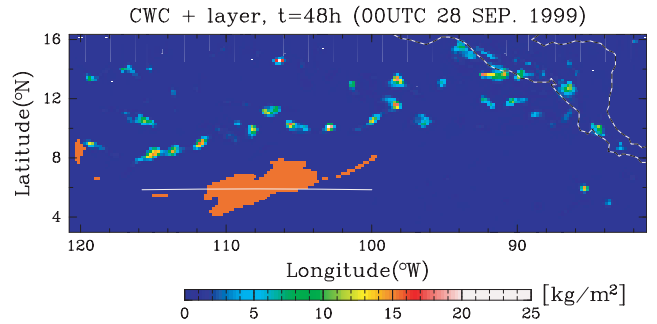 CWC + layer, t=48h (00UTC 28 SEP. 1999)
16
12
8
4
Latitude(°N)
120 110 100 90
Longitude(°W)
0 5 10 15 20 25 [kg/m²]